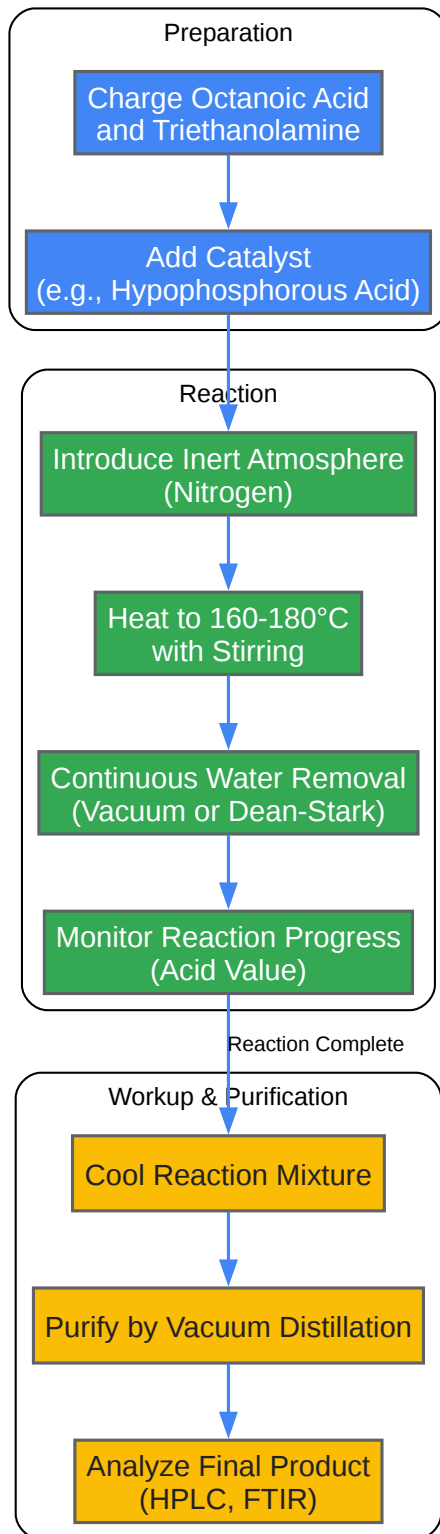 Preparation
Charge Octanoic Acid
and Triethanolamine
Add Catalyst
(e.g., Hypophosphorous Acid)
Reaction
Introduce Inert Atmosphere
(Nitrogen)
Heat to 160-180°C
with Stirring
Continuous Water Removal
(Vacuum or Dean-Stark)
Monitor Reaction Progress
(Acid Value)
Reaction Complete
Workup & Purification
Cool Reaction Mixture
Purify by Vacuum Distillation
Analyze Final Product
(HPLC, FTIR)